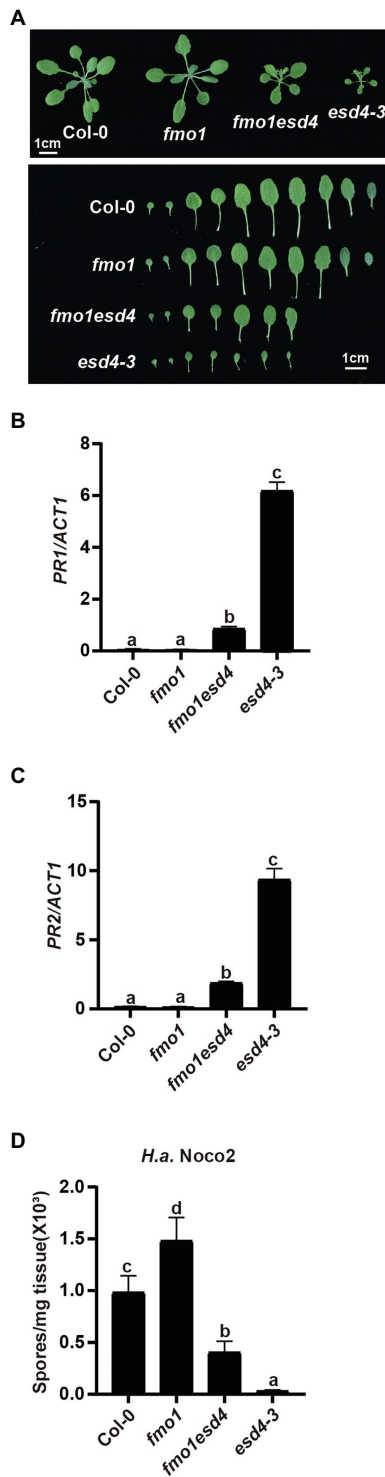 A
Col-0
fmo1
fmo1esd4
esd4-3
1cm
Col-0
fmo1
fmo1esd4
esd4-3
1cm
B
PR1/ACT1
8
6
4
2
0
a
a
b
c
Col-0
fmo1
fmo1esd4
esd4-3
C
PR2/ACT1
15
10
5
0
a
a
b
c
Col-0
fmo1
fmo1esd4
esd4-3
D
H.a. Noco2
Spores/mg tissue(X10³)
2.0
1.5
1.0
0.5
0.0
c
d
b
a
Col-0
fmo1
fmo1esd4
esd4-3